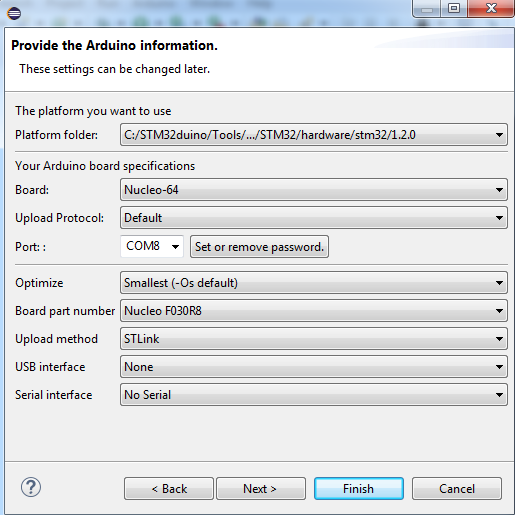 Provide the Arduino information.
These settings can be changed later.
The platform you want to use
Platform folder: C:/STM32duino/Tools/.../STM32/hardware/stm32/1.2.0
Your Arduino board specifications
Board: Nucleo-64
Upload Protocol: Default
Port: : COM8 Set or remove password.
Optimize Smallest (-Os default)
Board part number Nucleo F030R8
Upload method STLink
USB interface None
Serial interface No Serial
? < Back Next > Finish Cancel